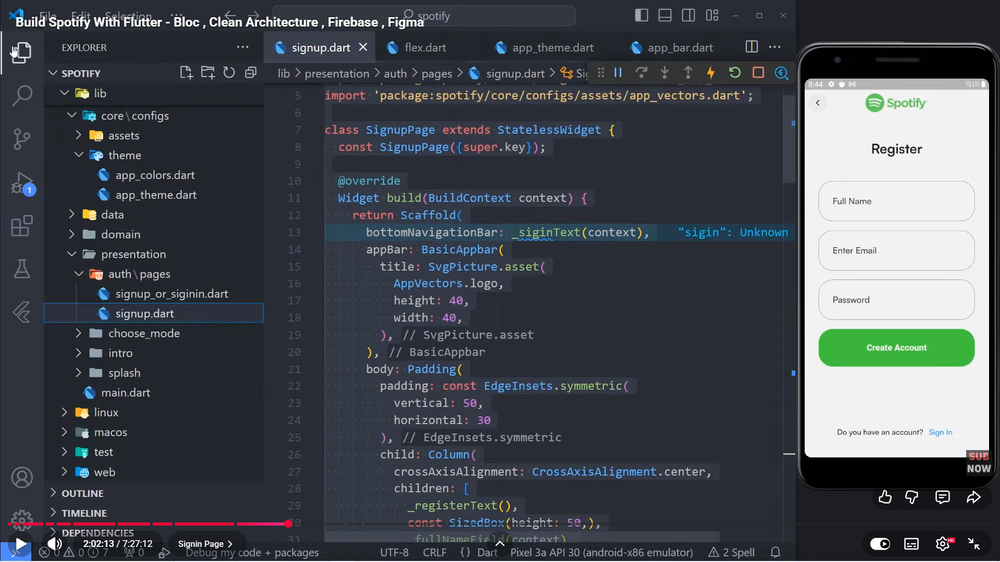 File Edit Selection ...
spotify
Build Spotify With Flutter - Bloc , Clean Architecture , Firebase , Figma
EXPLORER
signup.dart
flex.dart
app_theme.dart
app_bar.dart
SPOTIFY
lib > presentation > auth > pages > signup.dart >
lib
core\configs
assets
theme
app_colors.dart
app_theme.dart
data
domain
presentation
auth\pages
signup_or_siginin.dart
signup.dart
choose_mode
intro
splash
main.dart
linux
macos
test
web
OUTLINE
TIMELINE
DEPENDENCIES
1
5 import 'package:spotify/core/configs/assets/app_vectors.dart';
6
7 class SignupPage extends StatelessWidget {
8 const SignupPage({super.key});
9
10 @override
11 Widget build(BuildContext context) {
12 return Scaffold(
13 bottomNavigationBar: _siginText(context), "sigin": Unknown
14 appBar: BasicAppbar(
15 title: SvgPicture.asset(
16 AppVectors.logo,
17 height: 40,
18 width: 40,
19 ), // SvgPicture.asset
20 ), // BasicAppbar
21 body: Padding(
22 padding: const EdgeInsets.symmetric(
23 vertical: 50,
24 horizontal: 30
25 ), // EdgeInsets.symmetric
26 child: Column(
27 crossAxisAlignment: CrossAxisAlignment.center,
28 children: [
29 _registerText(),
30 const SizedBox(height: 50,),
31 _fullNameField(context),
8:44
Spotify
Register
Full Name
Enter Email
Password
Create Account
Do you have an account? Sign In
SUB
NOW
2:02:13 / 7:27:12
Signin Page >
HD
0 0 7 0 Debug my code + packages
UTF-8 CRLF {} Dart Pixel 3a API 30 (android-x86 emulator) 2 Spell